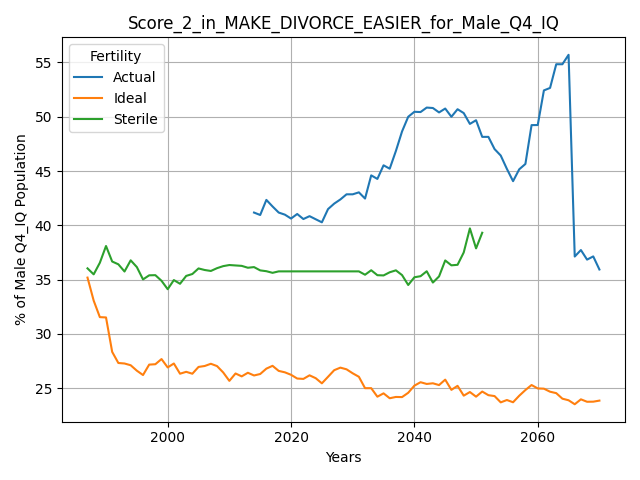 Score_2_in_MAKE_DIVORCE_EASIER_for_Male_Q4_IQ
Fertility
Actual
Ideal
Sterile
% of Male Q4_IQ Population
55
50
45
40
35
30
25
2000
2020
2040
2060
Years